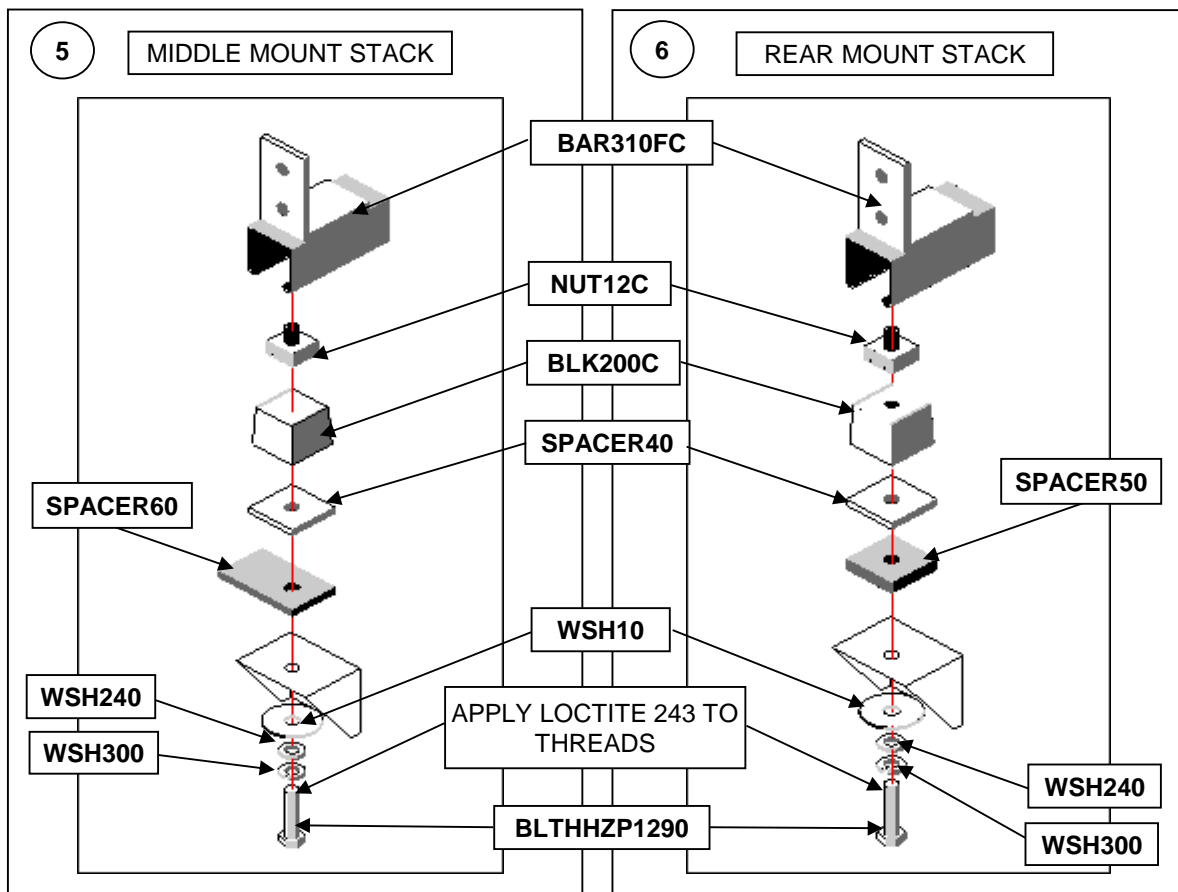 5
MIDDLE MOUNT STACK
6
REAR MOUNT STACK
BAR310FC
NUT12C
BLK200C
SPACER40
SPACER60
SPACER50
WSH10
WSH240
APPLY LOCTITE 243 TO
THREADS
WSH300
WSH240
BLTHHZP1290
WSH300